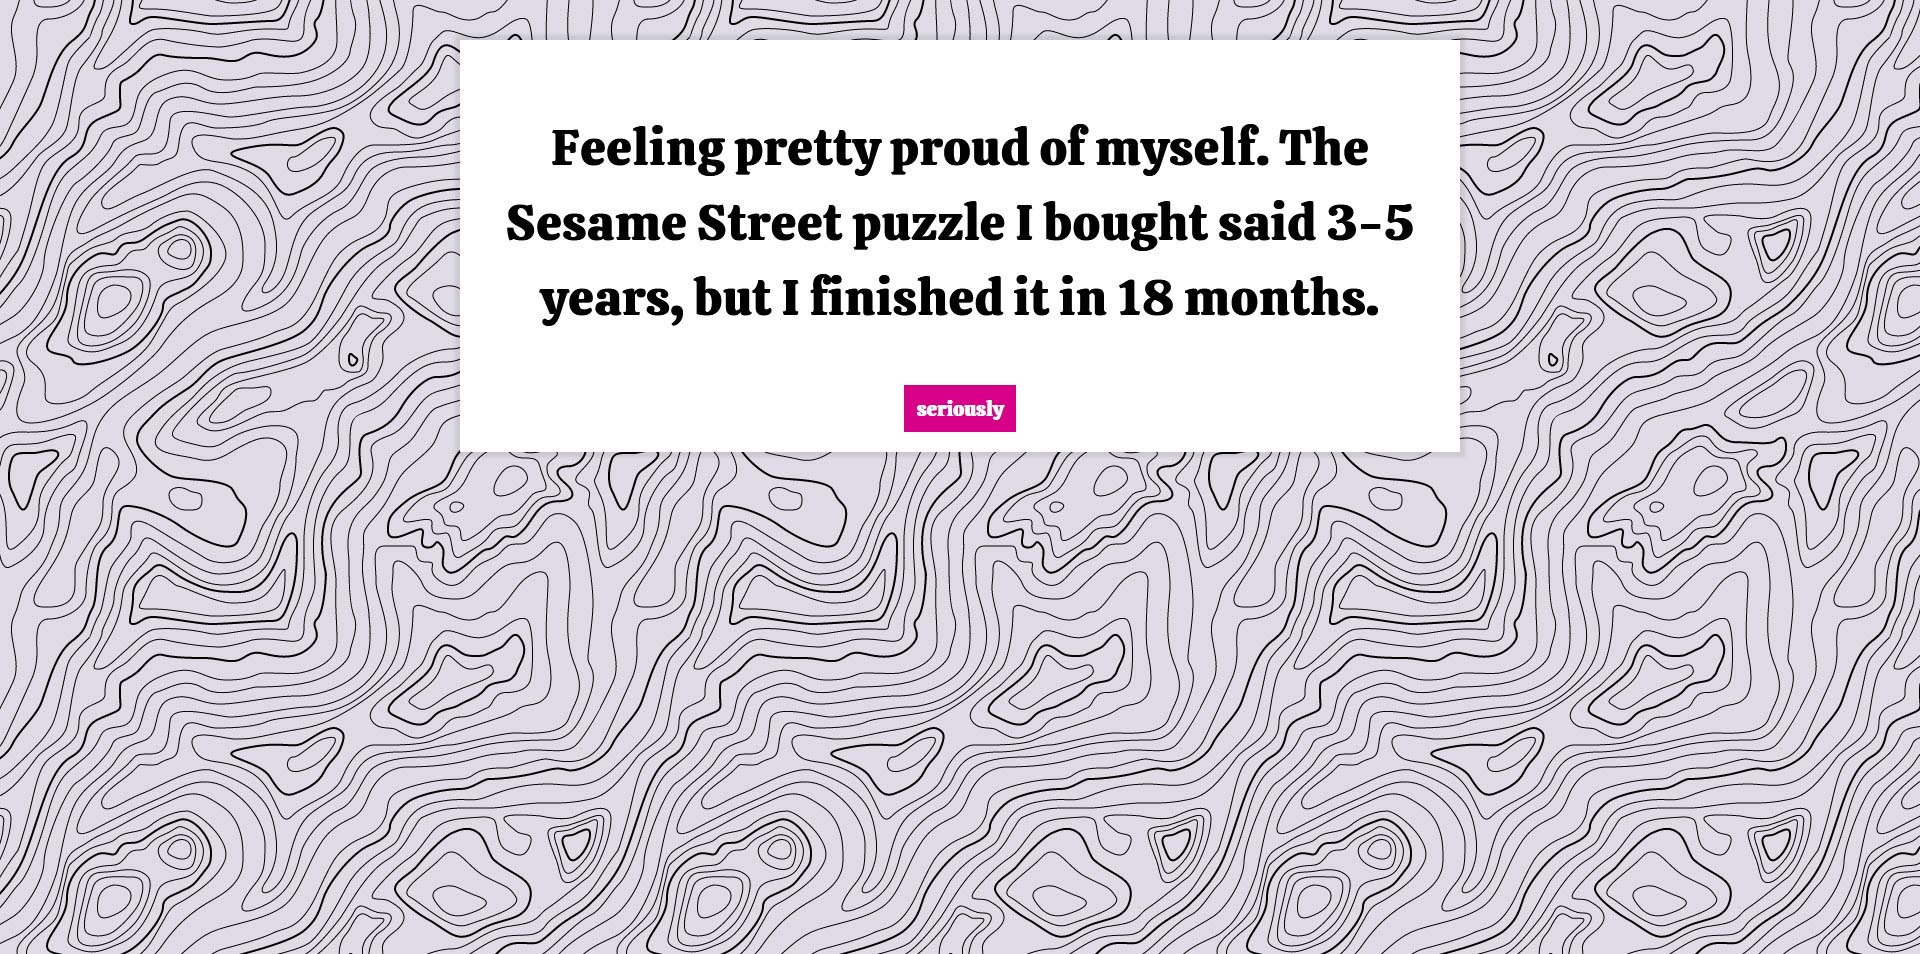 Feeling pretty proud of myself. The
Sesame Street puzzle I bought said 3-5
years, but I finished it in 18 months.
seriously